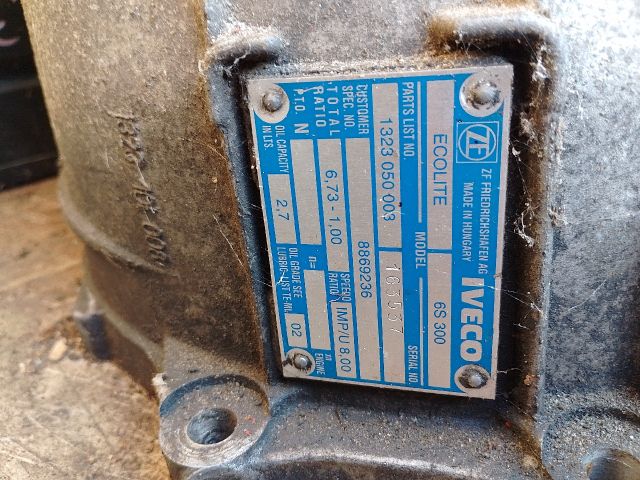 ZF
ZF FRIEDRICHSHAFEN AG
MADE IN HUNGARY
IVECO
ECOLITE
MODEL
6S 300
PARTS LIST NO
1323 050 003
SERIAL NO.
163537
CUSTOMER
SPEC. NO.
8869236
TOTAL
RATIO
6,73 - 1,00
SPEEDO
RATIO
IMP/U 8.00
P.T.O. N
n=
x n
ENGINE
OIL CAPACITY
IN LTS.
2,7
OIL GRADE SEE
LUBRIC-LIST TE-ML
02